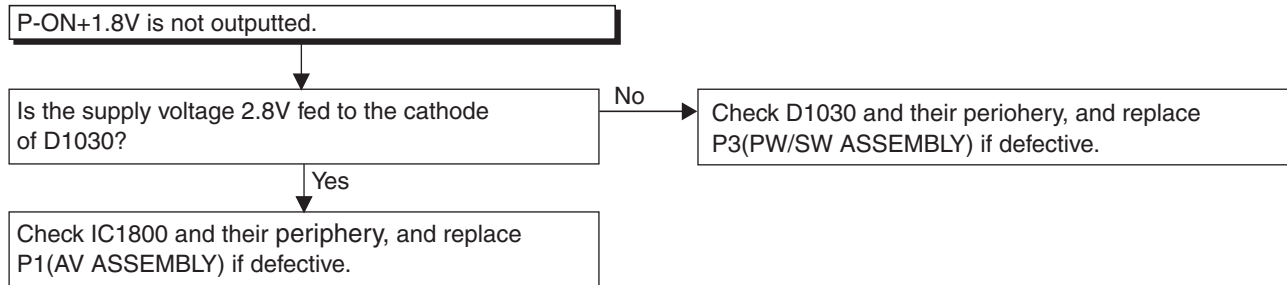 P-ON+1.8V is not outputted.
Is the supply voltage 2.8V fed to the cathode
of D1030?
No
Check D1030 and their periohery, and replace
P3(PW/SW ASSEMBLY) if defective.
Yes
Check IC1800 and their periphery, and replace
P1(AV ASSEMBLY) if defective.